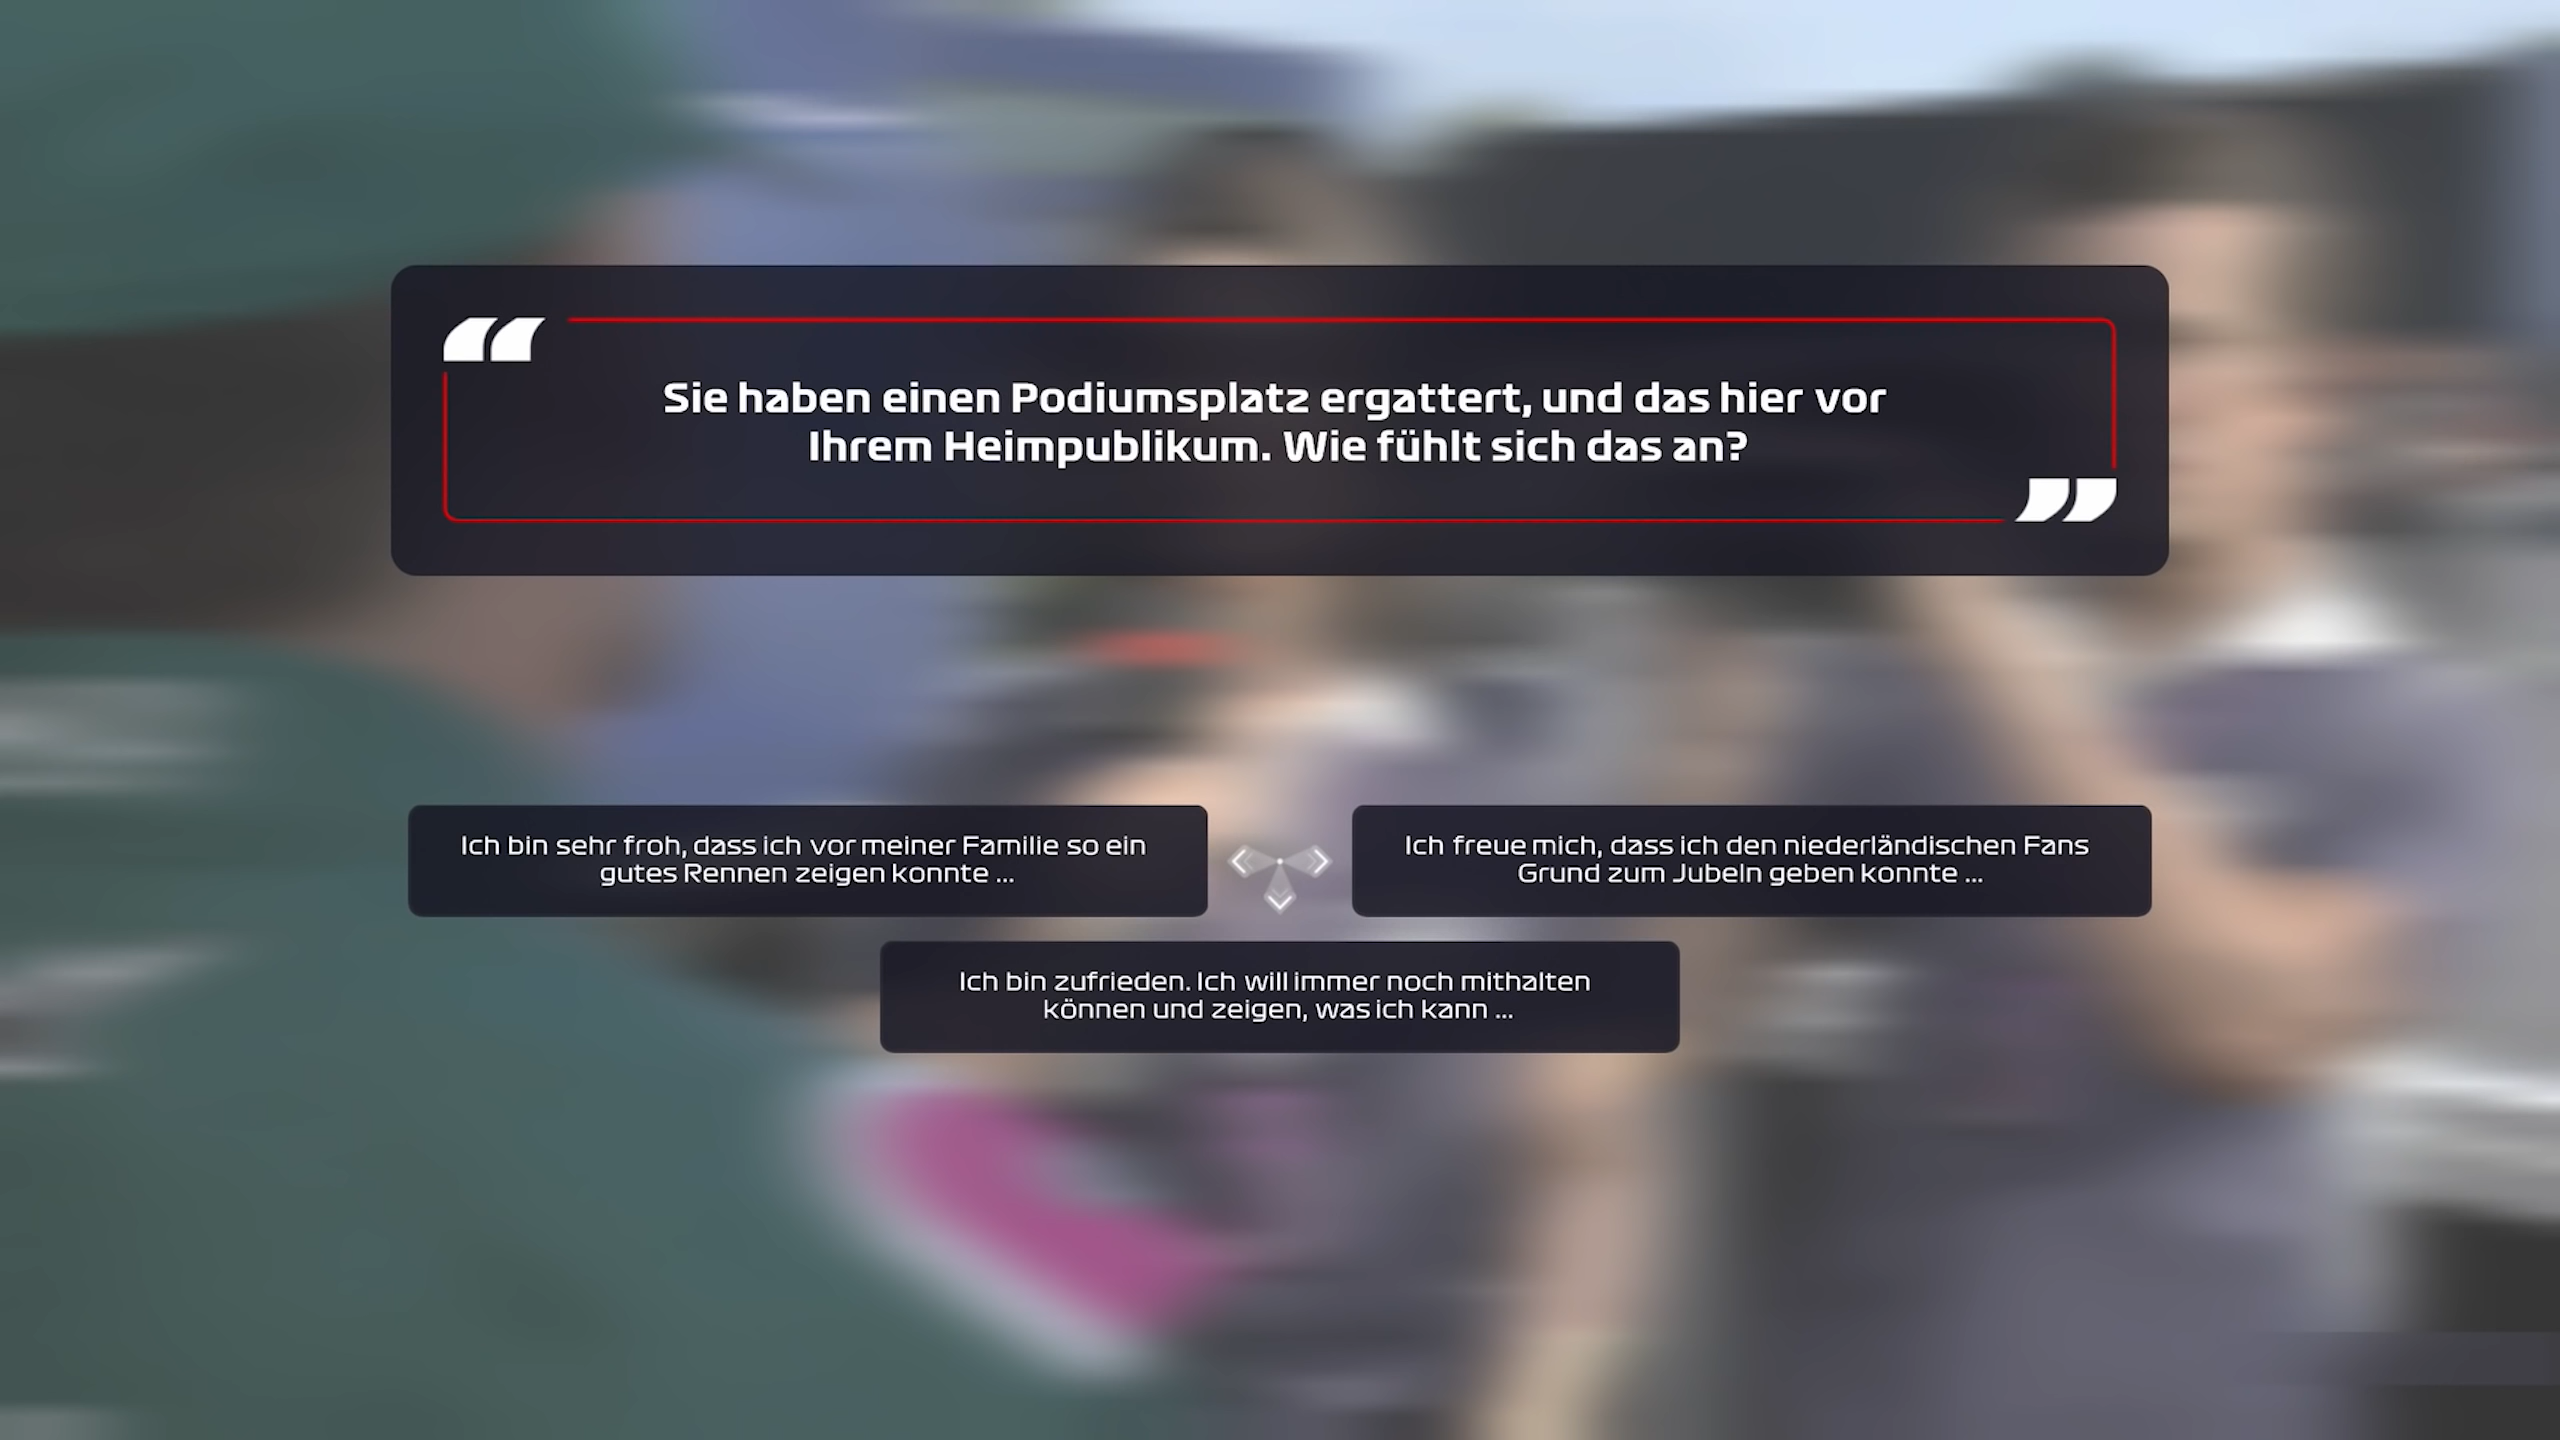 Sie haben einen Podiumsplatz ergattert, und das hier vor
Ihrem Heimpublikum. Wie fühlt sich das an?
Ich bin sehr froh, dass ich vor meiner Familie so ein
gutes Rennen zeigen konnte ...
Ich freue mich, dass ich den niederländischen Fans
Grund zum Jubeln geben konnte ...
Ich bin zufrieden. Ich will immer noch mithalten
können und zeigen, was ich kann ...